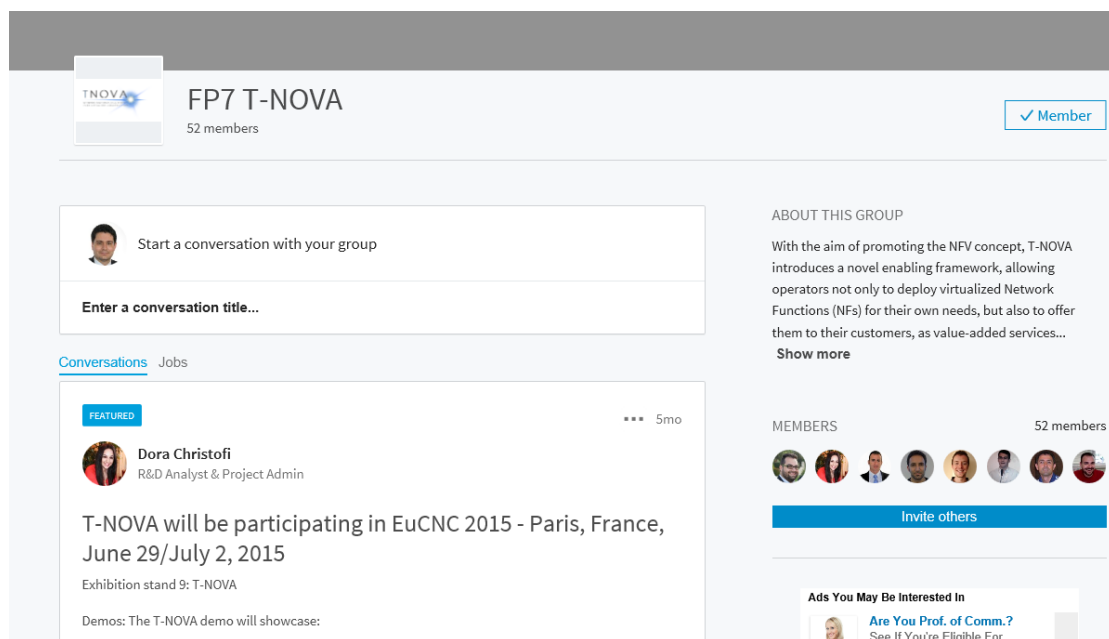 TNOVA
FP7 T-NOVA
52 members
Member
Start a conversation with your group
Enter a conversation title...
Conversations Jobs
FEATURED
5mo
Dora Christofi
R&D Analyst & Project Admin
T-NOVA will be participating in EuCNC 2015 - Paris, France,
June 29/July 2, 2015
Exhibition stand 9: T-NOVA
Demos: The T-NOVA demo will showcase:
ABOUT THIS GROUP
With the aim of promoting the NFV concept, T-NOVA
introduces a novel enabling framework, allowing
operators not only to deploy virtualized Network
Functions (NFs) for their own needs, but also to offer
them to their customers, as value-added services...
Show more
MEMBERS 52 members
Invite others
Ads You May Be Interested In
Are You Prof. of Comm.?
See If You're Eligible For